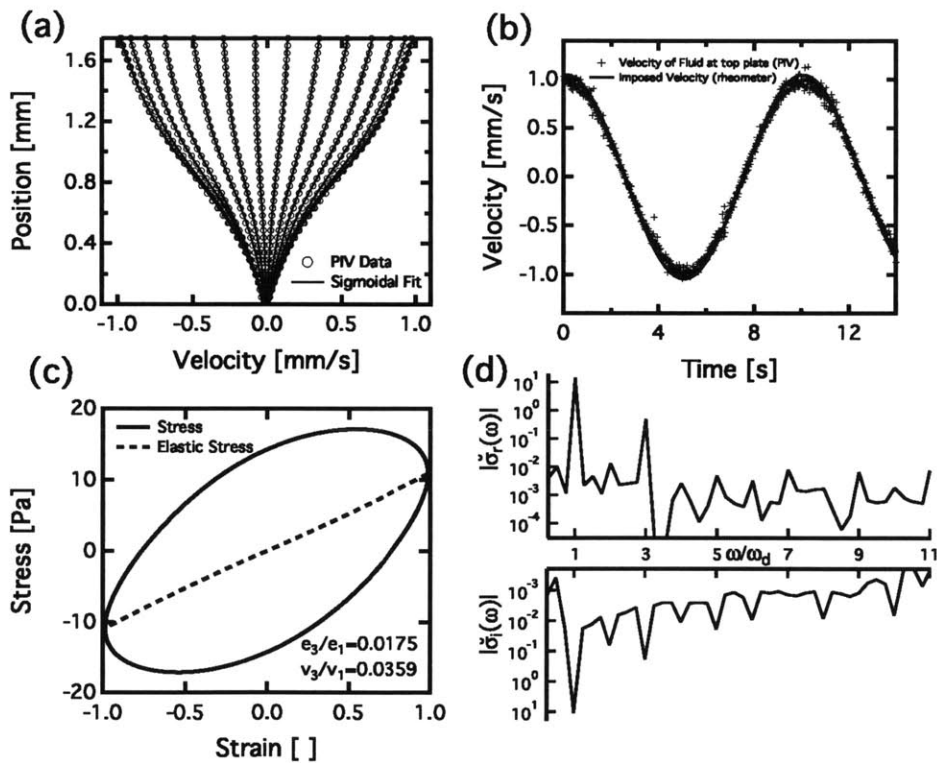 (a)
1.6
1.2
0.8
0.4
0.0
Position [mm]
PIV Data
Sigmoidal Fit
-1.0 -0.5 0.0 0.5 1.0
Velocity [mm/s]
(b)
Velocity of Fluid at top plate (PIV)
Imposed Velocity (rheometer)
1.0
0.5
0.0
-0.5
-1.0
Velocity [mm/s]
0 4 8 12
Time [s]
(c)
20
10
0
-10
-20
Stress [Pa]
Stress
Elastic Stress
e₃/e₁=0.0175
v₃/v₁=0.0359
-1.0 -0.5 0.0 0.5 1.0
Strain [ ]
(d)
10¹
10⁰
10⁻¹
10⁻²
10⁻³
10⁻⁴
|σ̆ᵣ(ω)|
1 3 5 ω/ω_d 7 9 11
10⁻³
10⁻²
10⁻¹
10⁰
10¹
|σ̆ᵢ(ω)|